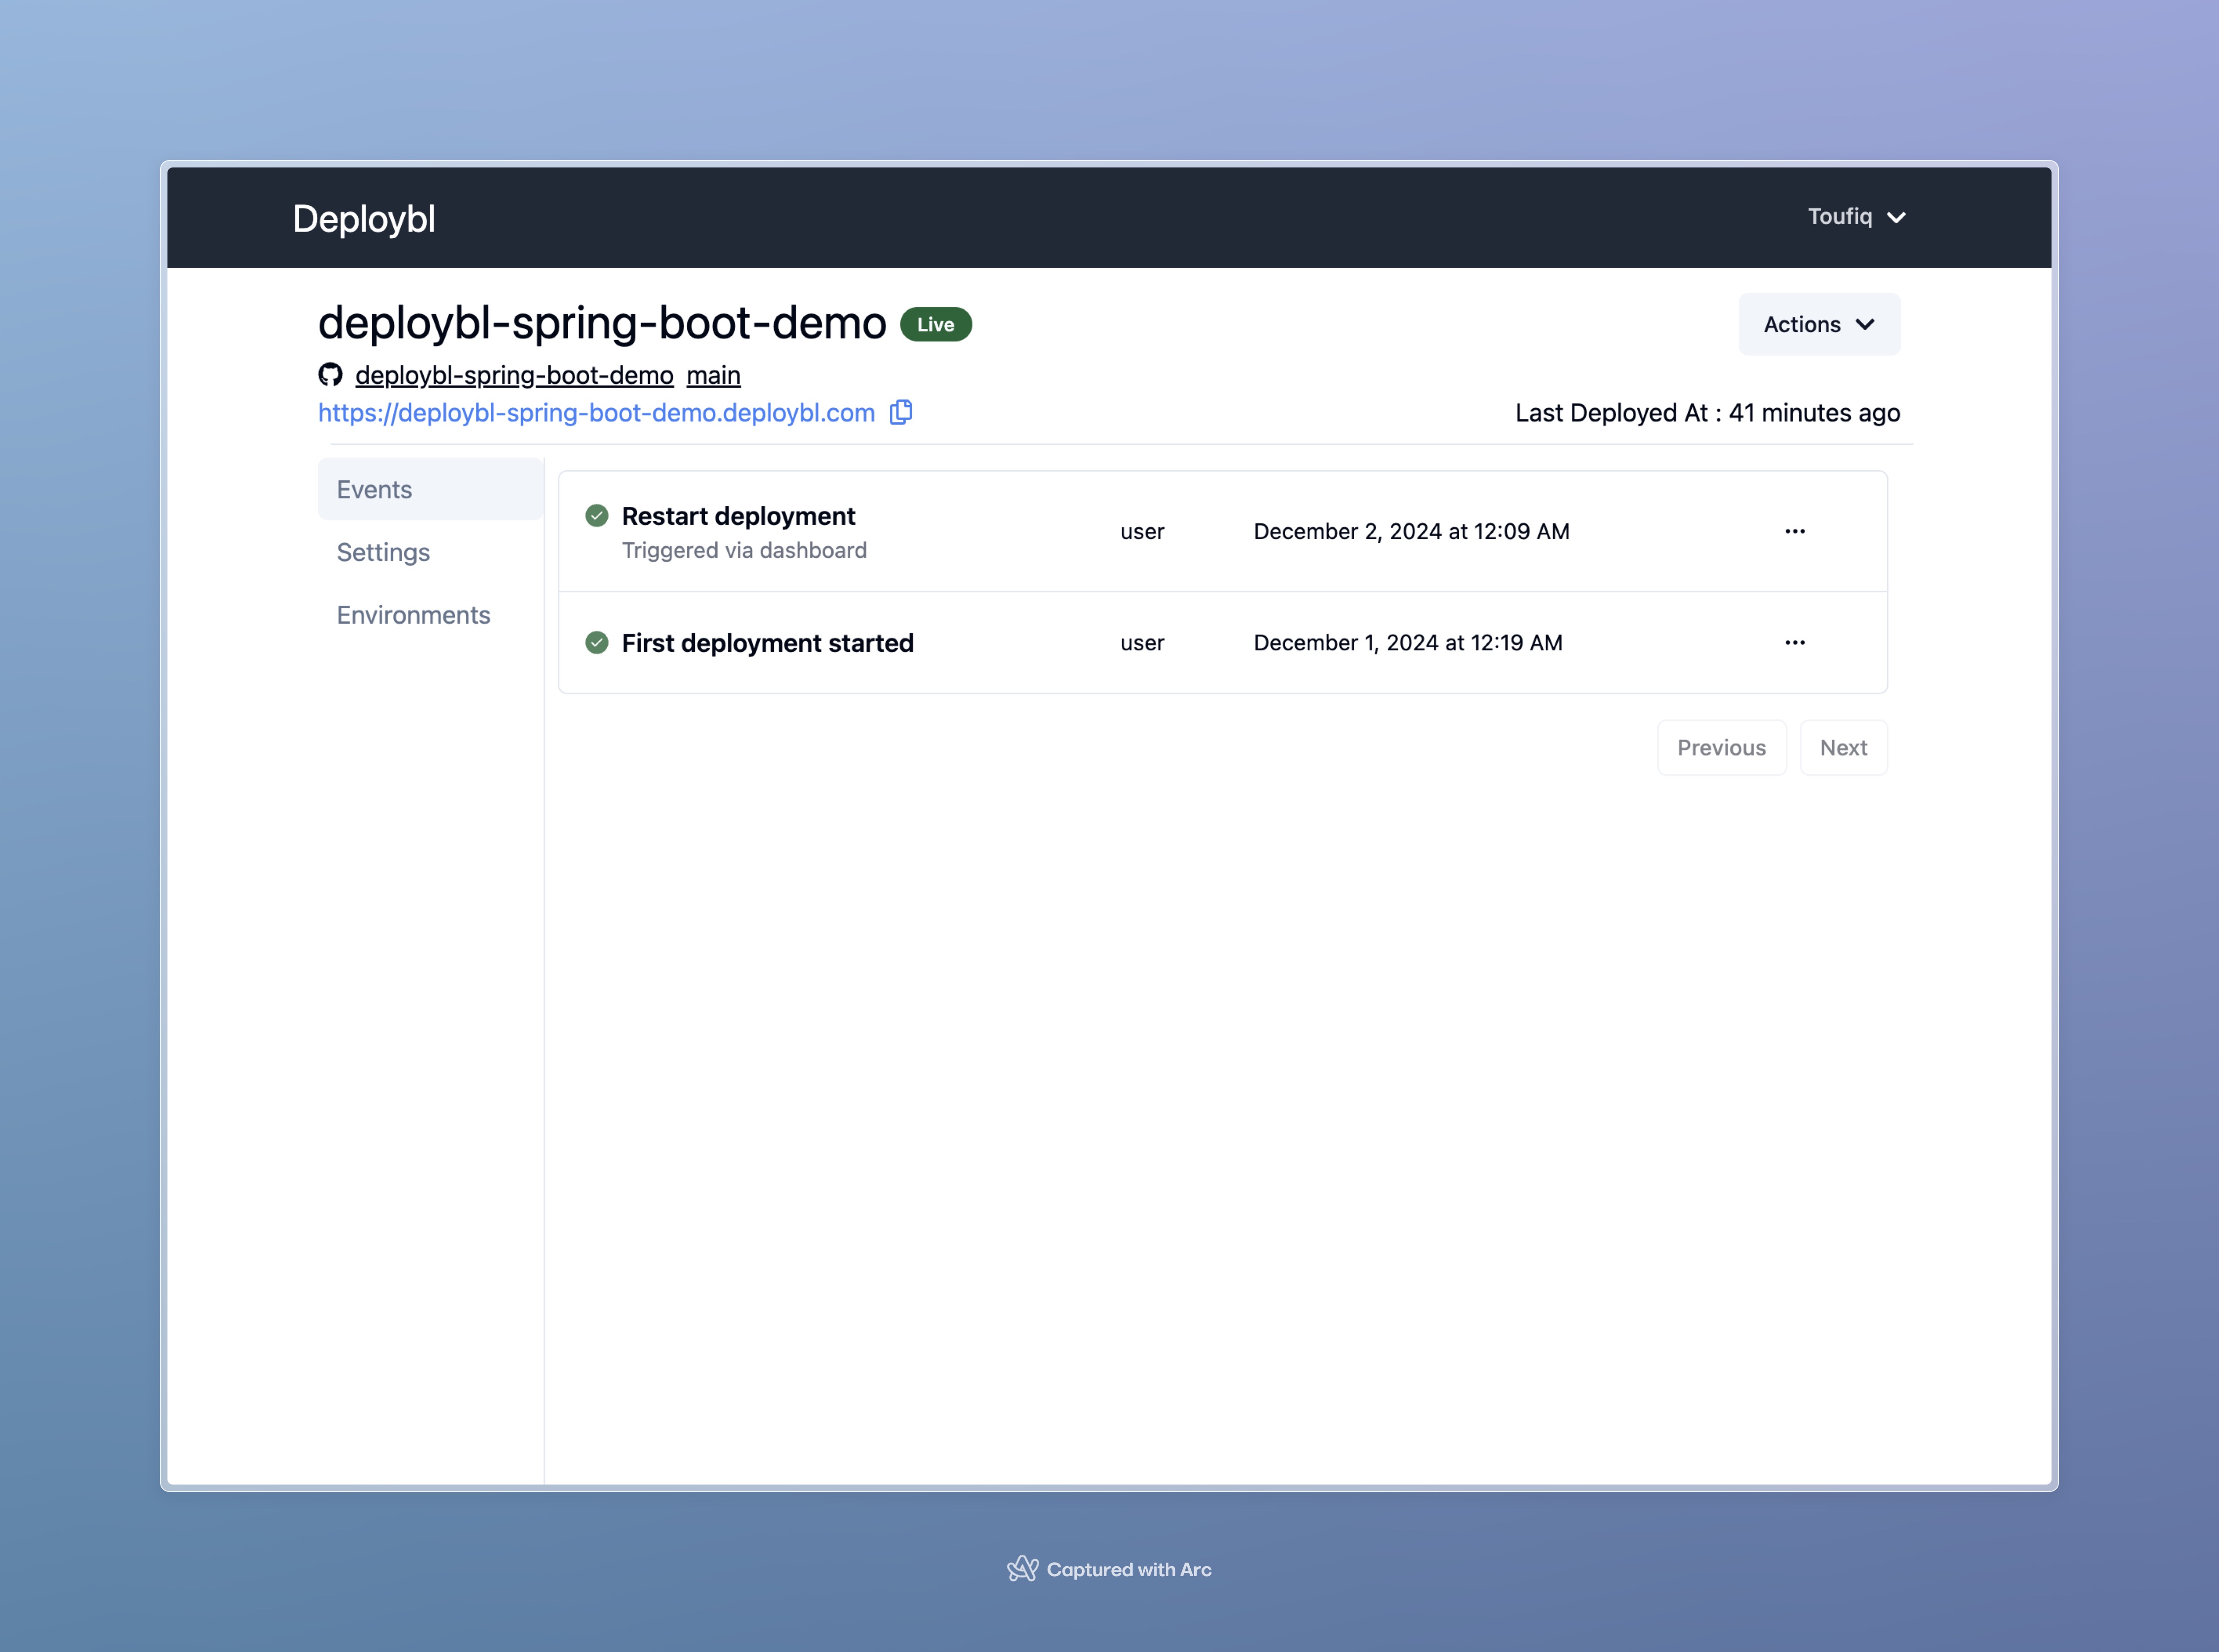 Deploybl
Toufiq
deploybl-spring-boot-demo Live
Actions
deploybl-spring-boot-demo main
https://deploybl-spring-boot-demo.deploybl.com
Last Deployed At : 41 minutes ago
Events
Settings
Environments
Restart deployment
Triggered via dashboard
user
December 2, 2024 at 12:09 AM
First deployment started
user
December 1, 2024 at 12:19 AM
Previous
Next
Captured with Arc